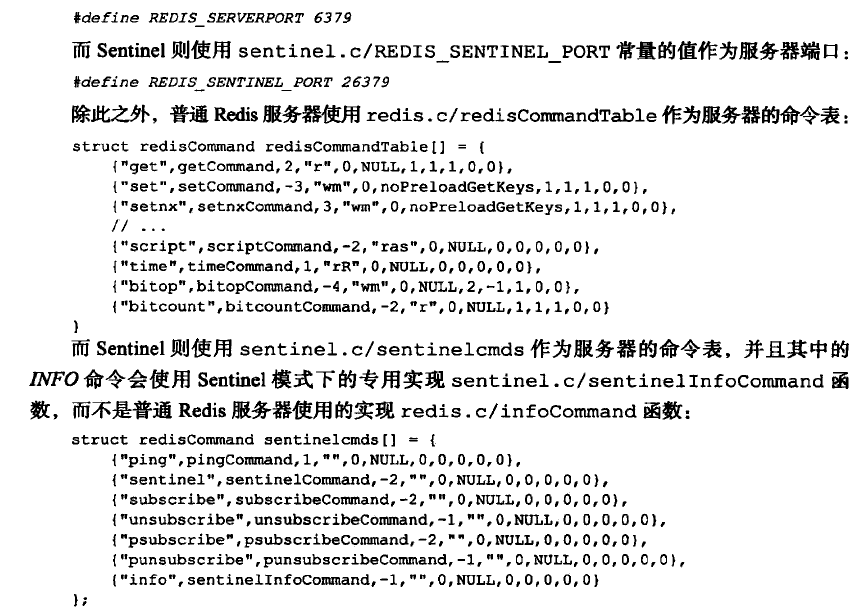 #define REDIS_SERVERPORT 6379
而 Sentinel 则使用 sentinel.c/REDIS_SENTINEL_PORT 常量的值作为服务器端口：
#define REDIS_SENTINEL_PORT 26379
除此之外，普通 Redis 服务器使用 redis.c/redisCommandTable 作为服务器的命令表：
struct redisCommand redisCommandTable[] = {
{"get",getCommand,2,"r",0,NULL,1,1,1,0,0},
{"set",setCommand,-3,"wm",0,noPreloadGetKeys,1,1,1,0,0},
{"setnx",setnxCommand,3,"wm",0,noPreloadGetKeys,1,1,1,0,0},
// ...
{"script",scriptCommand,-2,"ras",0,NULL,0,0,0,0,0},
{"time",timeCommand,1,"rR",0,NULL,0,0,0,0,0},
{"bitop",bitopCommand,-4,"wm",0,NULL,2,-1,1,0,0},
{"bitcount",bitcountCommand,-2,"r",0,NULL,1,1,1,0,0}
}
而 Sentinel 则使用 sentinel.c/sentinelcmds 作为服务器的命令表，并且其中的
INFO 命令会使用 Sentinel 模式下的专用实现 sentinel.c/sentinelInfoCommand 函
数，而不是普通 Redis 服务器使用的实现 redis.c/infoCommand 函数：
struct redisCommand sentinelcmds[] = {
{"ping",pingCommand,1,"",0,NULL,0,0,0,0,0},
{"sentinel",sentinelCommand,-2,"",0,NULL,0,0,0,0,0},
{"subscribe",subscribeCommand,-2,"",0,NULL,0,0,0,0,0},
{"unsubscribe",unsubscribeCommand,-1,"",0,NULL,0,0,0,0,0},
{"psubscribe",psubscribeCommand,-2,"",0,NULL,0,0,0,0,0},
{"punsubscribe",punsubscribeCommand,-1,"",0,NULL,0,0,0,0,0},
{"info",sentinelInfoCommand,-1,"",0,NULL,0,0,0,0,0}
};